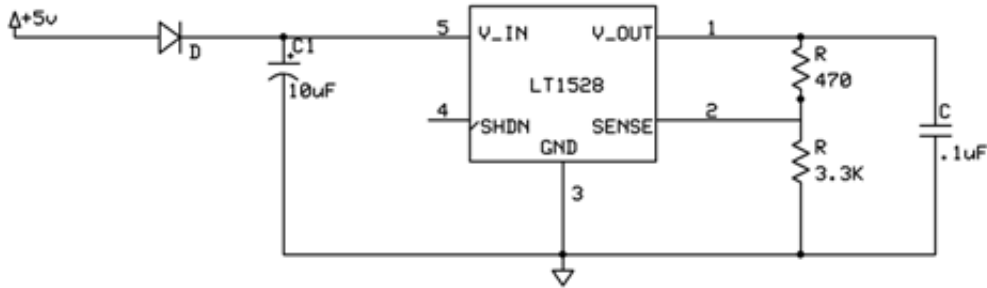 +5v
D
C1
10uF
5
V_IN
V_OUT
1
LT1528
4
SHDN
SENSE
2
GND
3
R
470
R
3.3K
C
.1uF